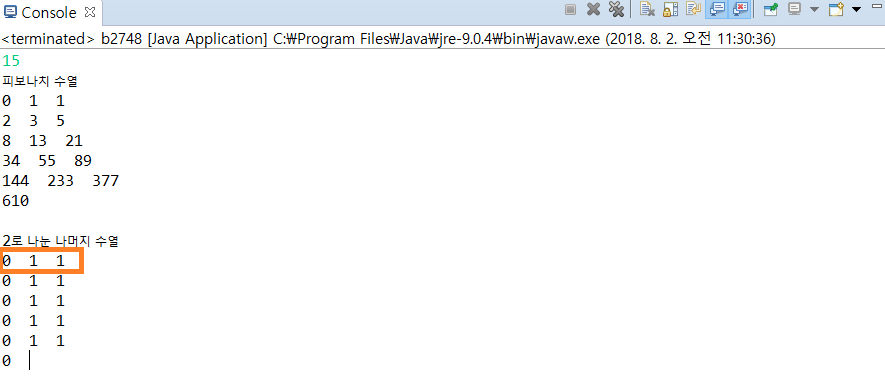 Console
<terminated> b2748 [Java Application] C:₩Program Files₩Java₩jre-9.0.4₩bin₩javaw.exe (2018. 8. 2. 오전 11:30:36)
15
피보나치 수열
0 1 1
2 3 5
8 13 21
34 55 89
144 233 377
610
2로 나눈 나머지 수열
0 1 1
0 1 1
0 1 1
0 1 1
0 1 1
0